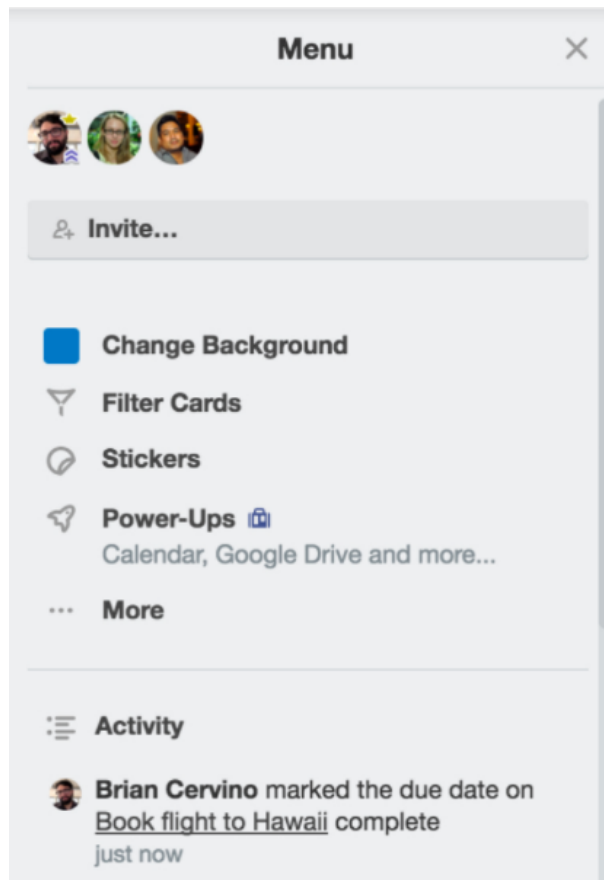 Menu
Invite...
Change Background
Filter Cards
Stickers
Power-Ups
Calendar, Google Drive and more...
More
Activity
Brian Cervino marked the due date on
Book flight to Hawaii complete
just now